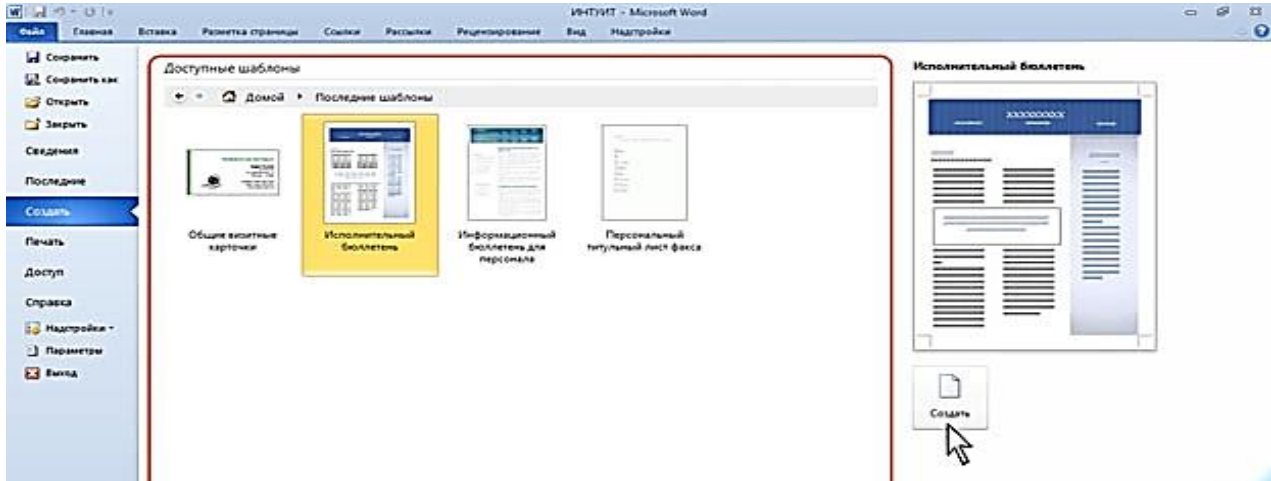 ИНТУИТ - Microsoft Word
Файл Главная Вставка Разметка страницы Ссылки Рассылки Рецензирование Вид Надстройки
Сохранить
Сохранить как
Открыть
Закрыть
Сведения
Последние
Создать
Печать
Доступ
Справка
Надстройки
Параметры
Выход
Доступные шаблоны
Домой Последние шаблоны
Общие визитные
карточки
Исполнительный
бюллетень
Информационный
бюллетень для
персонала
Персональный
титульный лист факса
Исполнительный бюллетень
XXXXXXXXX
Создать